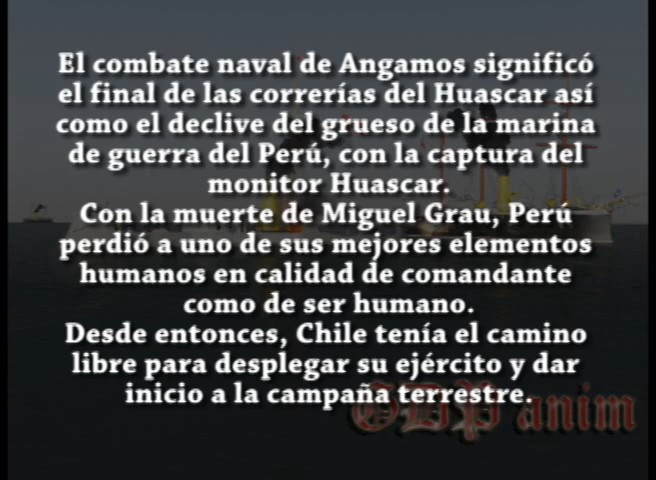 El combate naval de Angamos significó
el final de las correrías del Huascar así
como el declive del grueso de la marina
de guerra del Perú, con la captura del
monitor Huascar.
Con la muerte de Miguel Grau, Perú
perdió a uno de sus mejores elementos
humanos en calidad de comandante
como de ser humano.
Desde entonces, Chile tenía el camino
libre para desplegar su ejército y dar
inicio a la campaña terrestre.
GDP anim